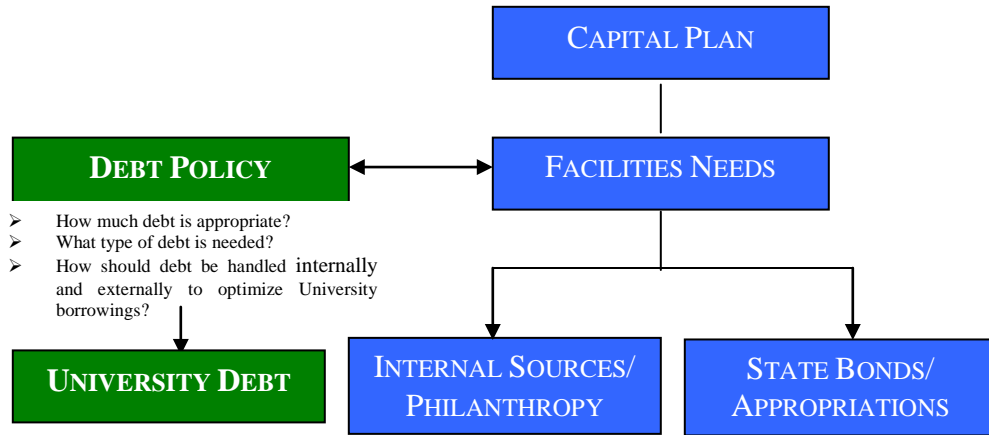 CAPITAL PLAN
DEBT POLICY
FACILITIES NEEDS
➢ How much debt is appropriate?
➢ What type of debt is needed?
➢ How should debt be handled internally
and externally to optimize University
borrowings?
UNIVERSITY DEBT
INTERNAL SOURCES/
PHILANTHROPY
STATE BONDS/
APPROPRIATIONS